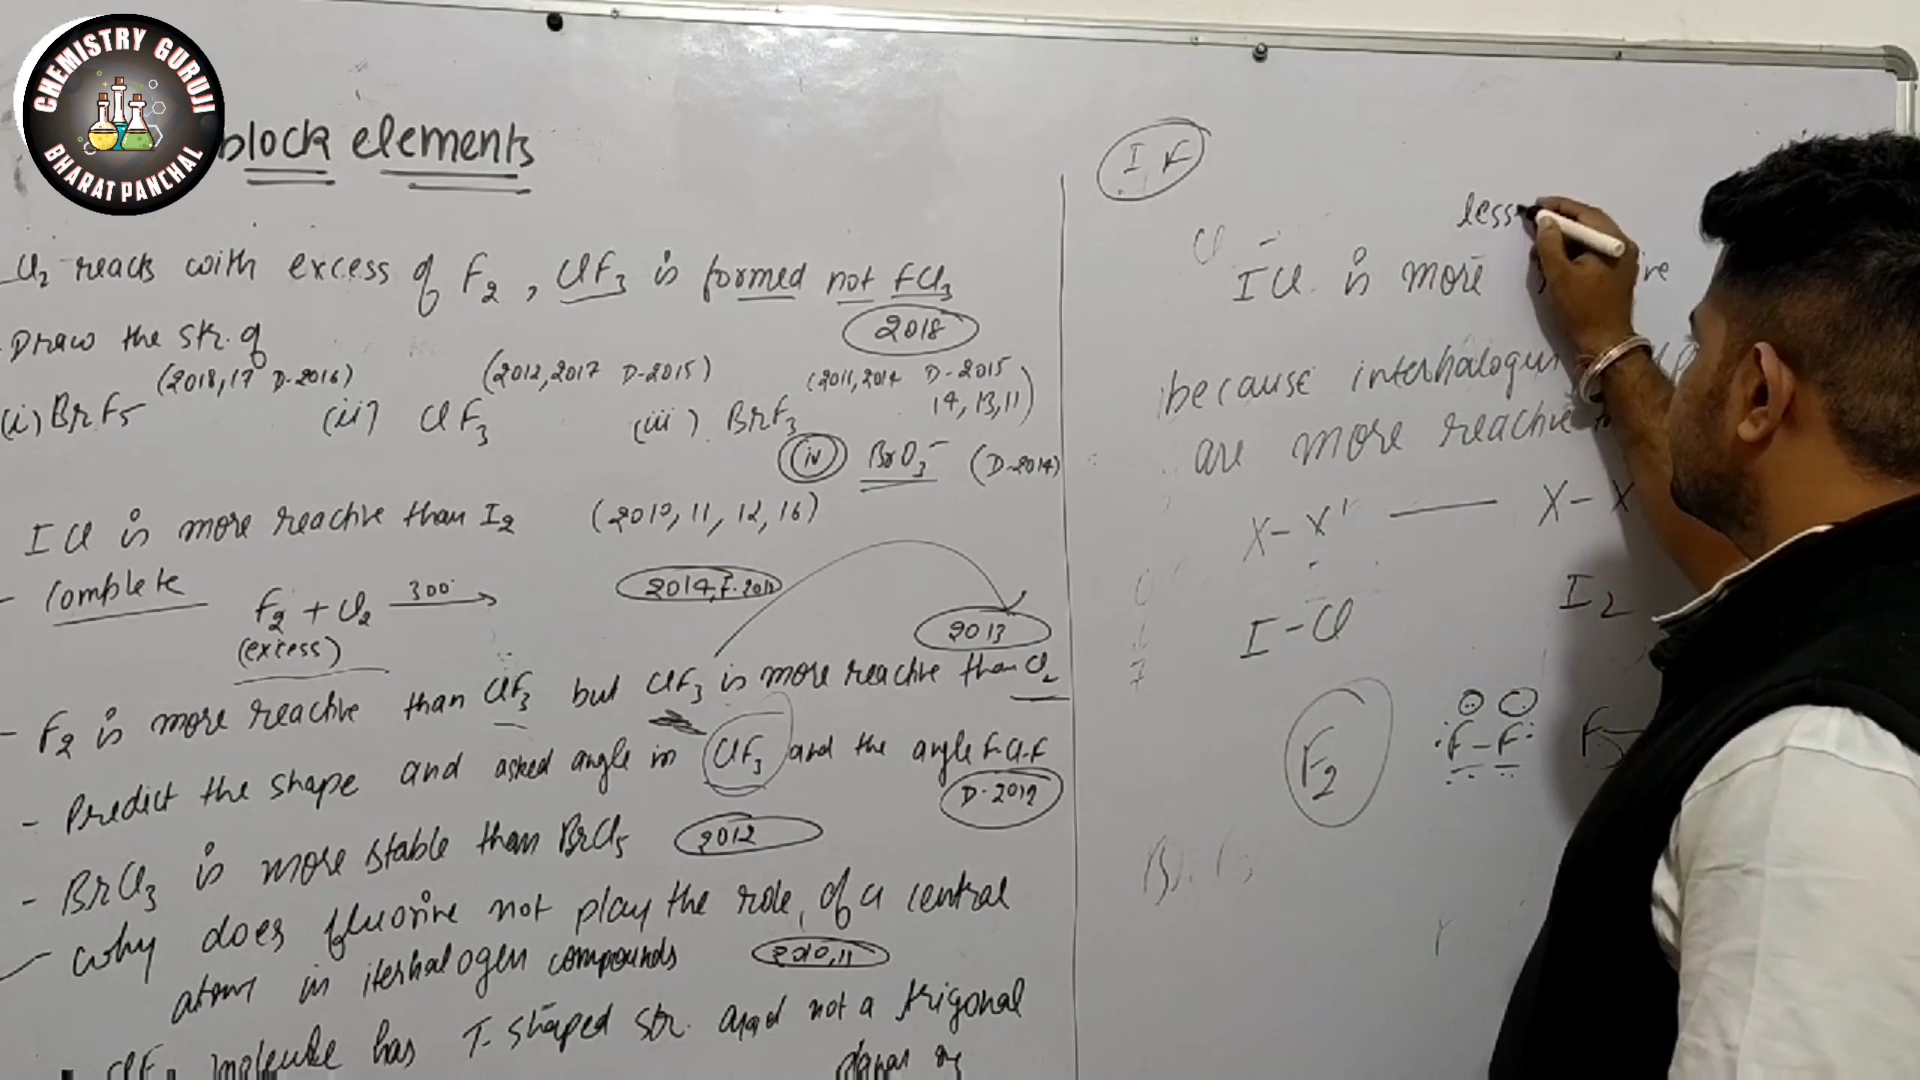 CHEMISTRY GURUJI
BHARAT PANCHAL
block elements
Cl2 reacts with excess of F2, ClF3 is formed not FCl3
2018
Draw the str. of
(2018,17 D-2016) (2012,2017 D-2015) (2011,2014 D-2015
14,13,11)
(i) BrF5 (ii) ClF3 (iii) BrF3
(iv) BrO3- (D-2014)
ICl is more reactive than I2 (2010,11,12,16)
- Complete
F2 + Cl2 300°
(excess)
2013
- F2 is more reactive than ClF3 but ClF3 is more reactive than Cl2
- Predict the shape and asked angle in ClF3 and the angle F-Cl-F
- BrCl3 is more stable than BrCl5 2012
why does fluorine not play the role of a central
atom in iterhalogen compounds 2010,11
molecule has T-shaped str. and not a trigonal
I F
less
ICl is more
because interhalogen
are more reactive
X-X' X-X
I-Cl I2
F2 F-F